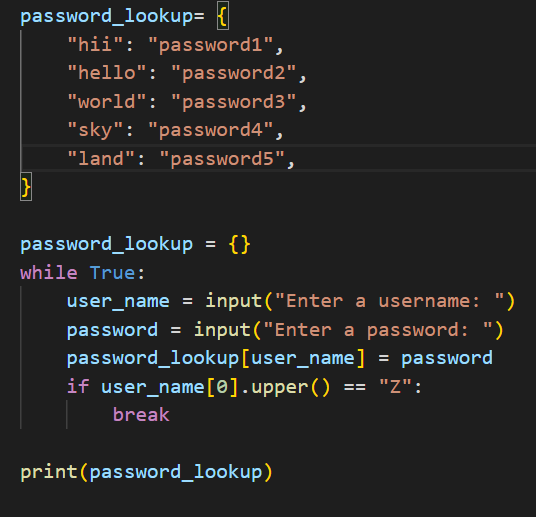 password_lookup= {
    "hii": "password1",
    "hello": "password2",
    "world": "password3",
    "sky": "password4",
    "land": "password5",
}
password_lookup = {}
while True:
    user_name = input("Enter a username: ")
    password = input("Enter a password: ")
    password_lookup[user_name] = password
    if user_name[0].upper() == "Z":
        break
print(password_lookup)